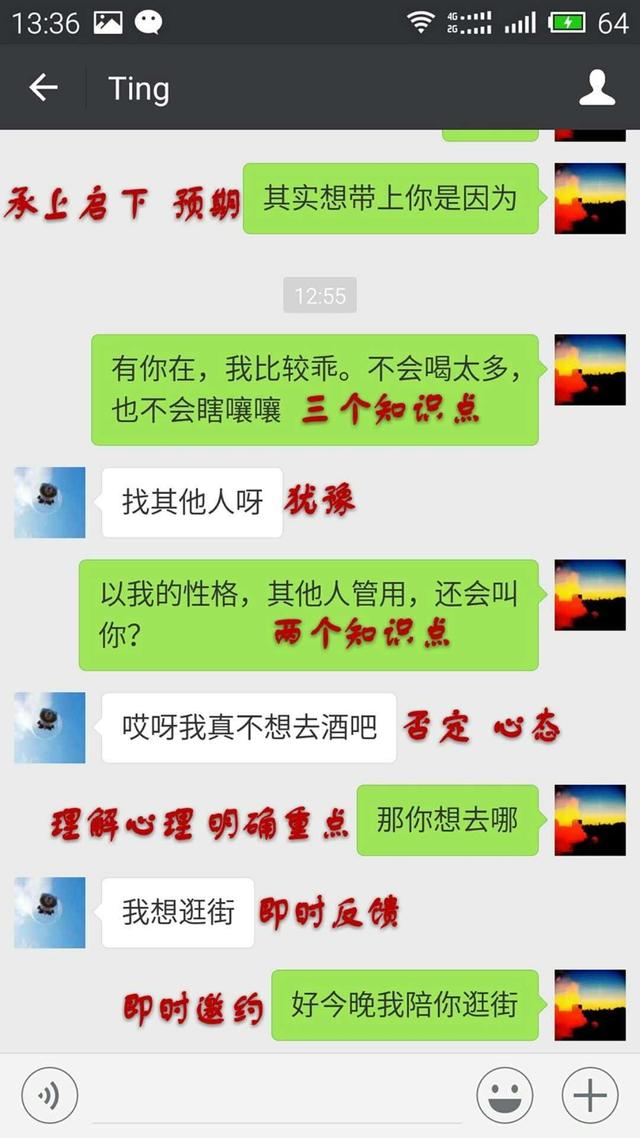 13:36
4G
2G
64
Ting
承上启下 预期
其实想带上你是因为
12:55
有你在，我比较乖。不会喝太多，
也不会瞎嚷嚷 三个知识点
找其他人呀 犹豫
以我的性格，其他人管用，还会叫
你？ 两个知识点
哎呀我真不想去酒吧 否定 心态
理解心理 明确重点 那你想去哪
我想逛街 即时反馈
即时邀约 好今晚我陪你逛街